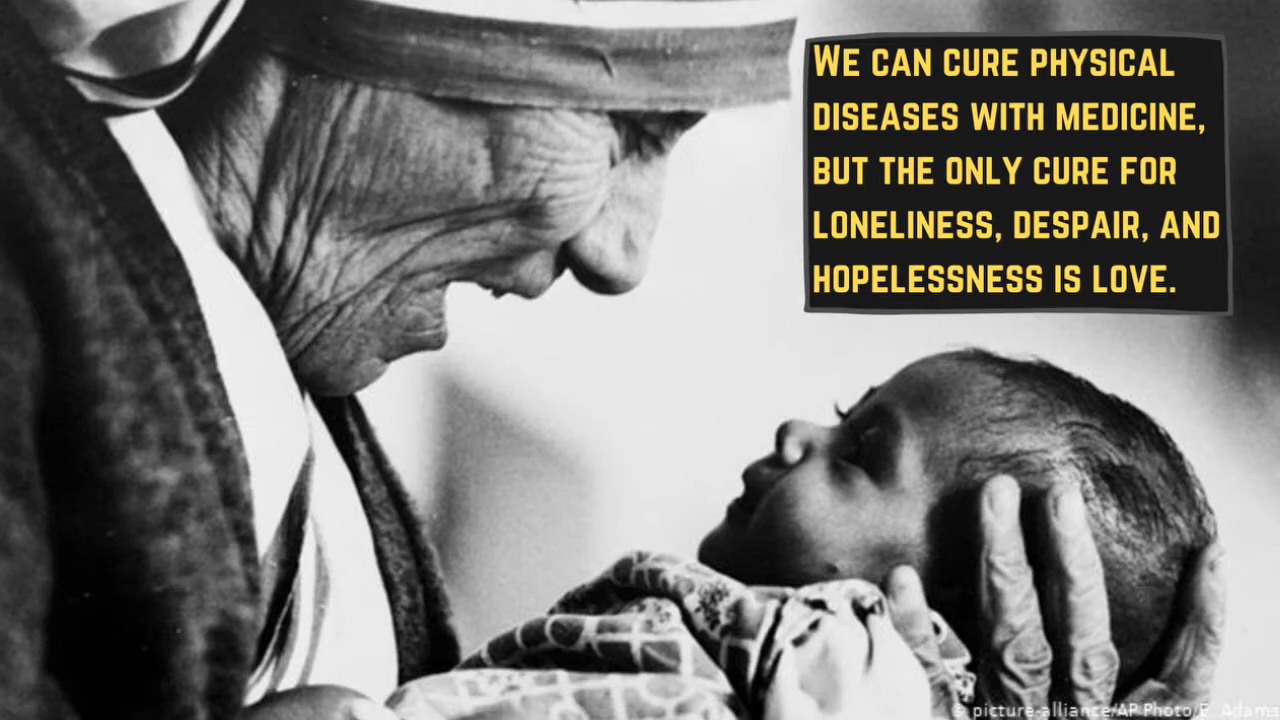 We can cure physical
diseases with medicine,
but the only cure for
loneliness, despair, and
hopelessness is love.
© picture-alliance/AP Photo/E. Adams